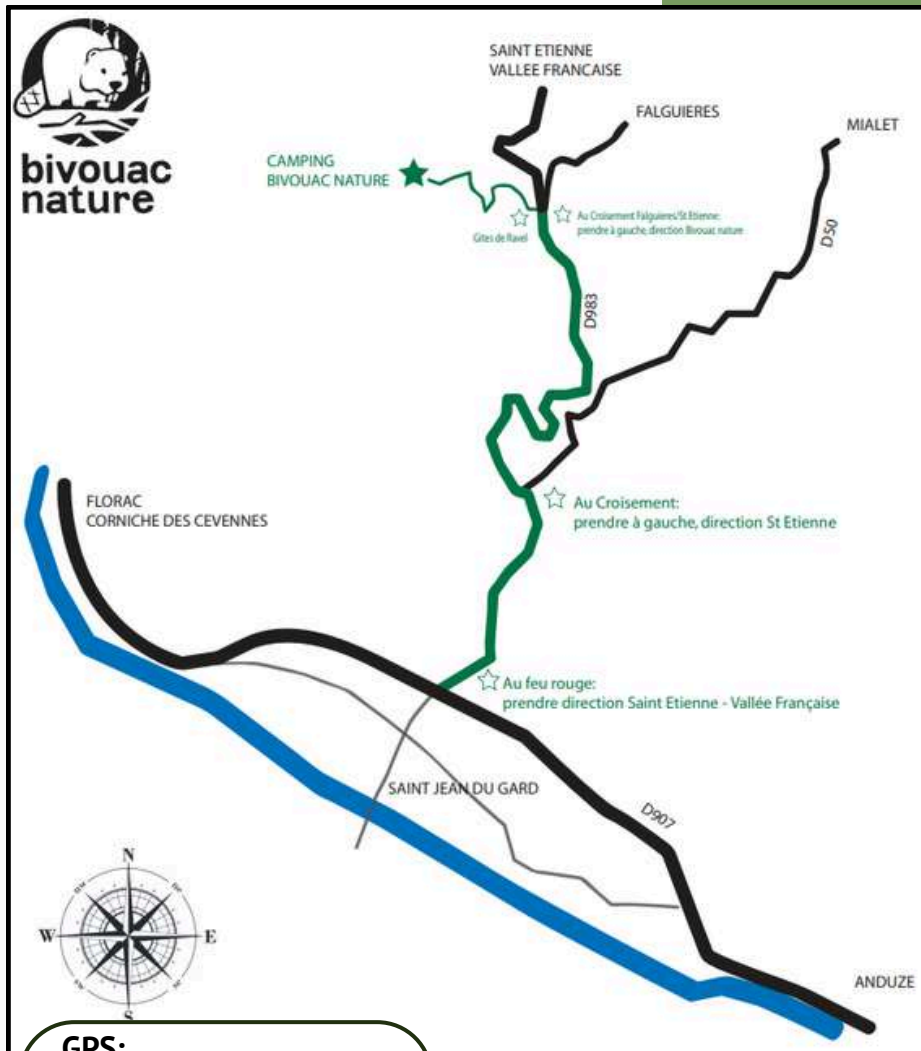 SAINT ETIENNE
VALLEE FRANCAISE
FALGUIERES
MIALET
bivouac
nature
CAMPING
BIVOUAC NATURE
Au Croisement Falguieres/St Etienne:
prendre à gauche, direction Bivouac nature
Gites de Ravel
D50
D983
FLORAC
CORNICHE DES CEVENNES
Au Croisement:
prendre à gauche, direction St Etienne
Au feu rouge:
prendre direction Saint Etienne - Vallée Française
SAINT JEAN DU GARD
D907
N
W
E
S
ANDUZE
GPS: